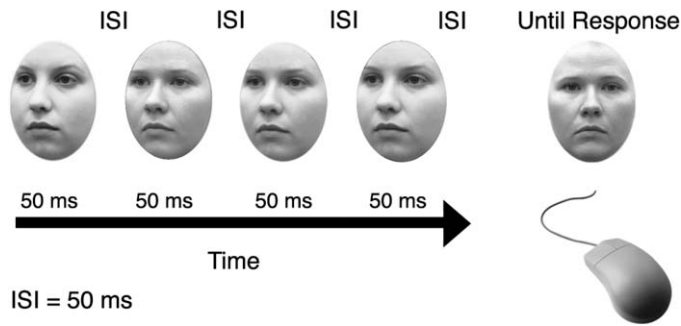 ISI ISI ISI ISI Until Response
50 ms 50 ms 50 ms 50 ms
Time
ISI = 50 ms